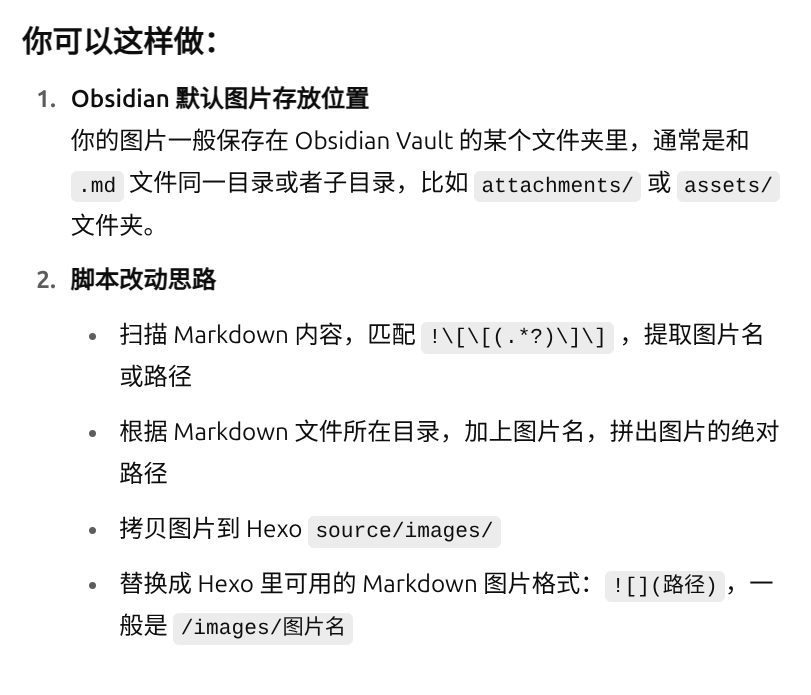 你可以这样做：
1. Obsidian 默认图片存放位置
你的图片一般保存在 Obsidian Vault 的某个文件夹里，通常是和
.md 文件同一目录或者子目录，比如 attachments/ 或 assets/
文件夹。
2. 脚本改动思路
• 扫描 Markdown 内容，匹配 !\[\[(.*?)\]\] ，提取图片名
或路径
• 根据 Markdown 文件所在目录，加上图片名，拼出图片的绝对
路径
• 拷贝图片到 Hexo source/images/
• 替换成 Hexo 里可用的 Markdown 图片格式： ![](路径) ，一
般是 /images/图片名